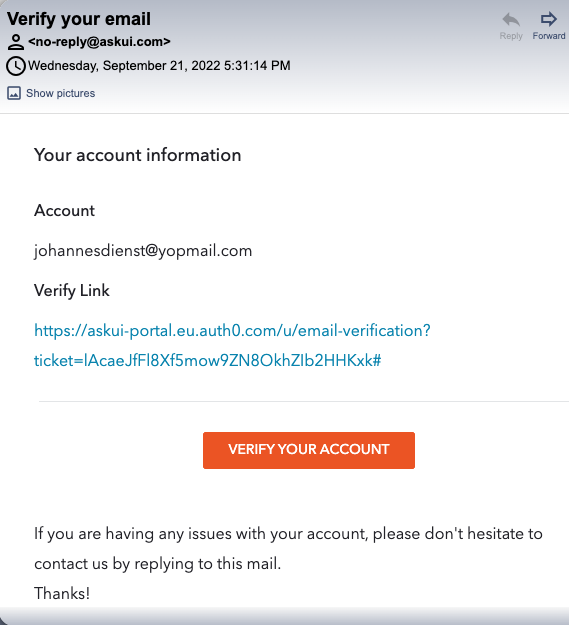 Verify your email
<no-reply@askui.com>
Wednesday, September 21, 2022 5:31:14 PM
Reply
Forward
Show pictures
Your account information
Account
johannesdienst@yopmail.com
Verify Link
https://askui-portal.eu.auth0.com/u/email-verification?
ticket=lAcaeJfFl8Xf5mow9ZN8OkhZIb2HHKxk#
VERIFY YOUR ACCOUNT
If you are having any issues with your account, please don't hesitate to
contact us by replying to this mail.
Thanks!